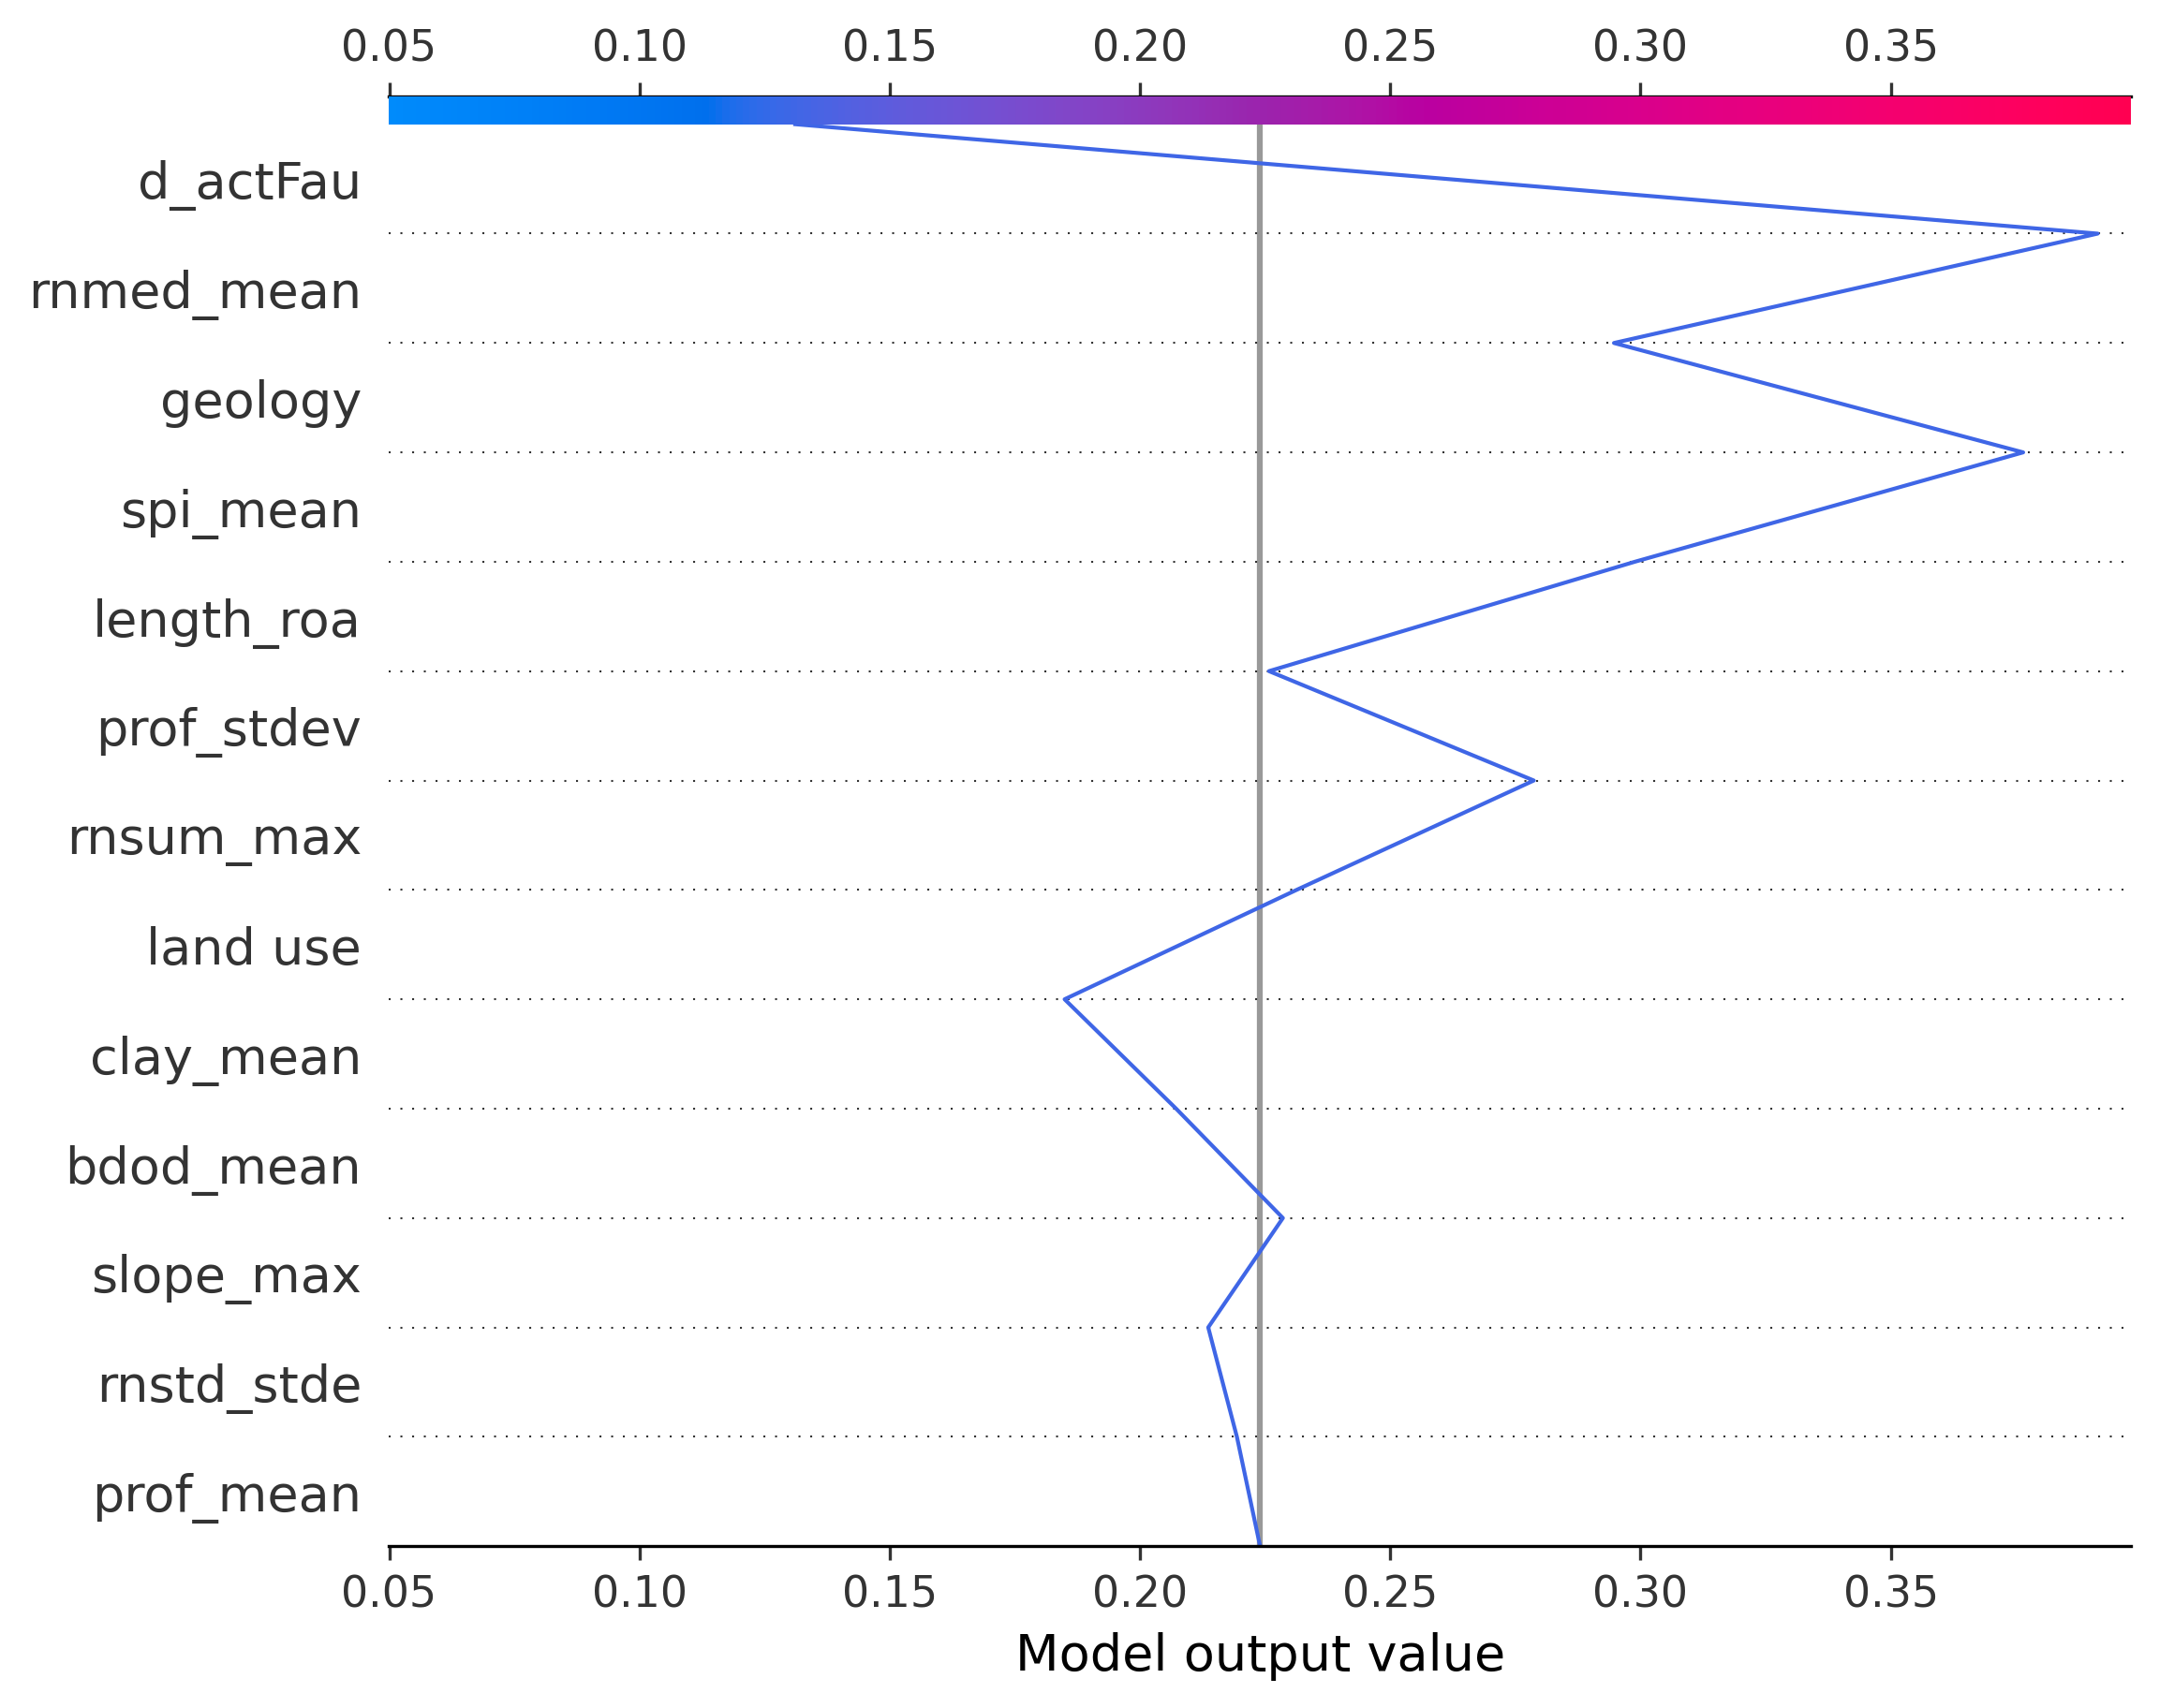 0.05 0.10 0.15 0.20 0.25 0.30 0.35
d_actFau
rnmed_mean
geology
spi_mean
length_roa
prof_stdev
rnsum_max
land use
clay_mean
bdod_mean
slope_max
rnstd_stde
prof_mean
0.05 0.10 0.15 0.20 0.25 0.30 0.35
Model output value